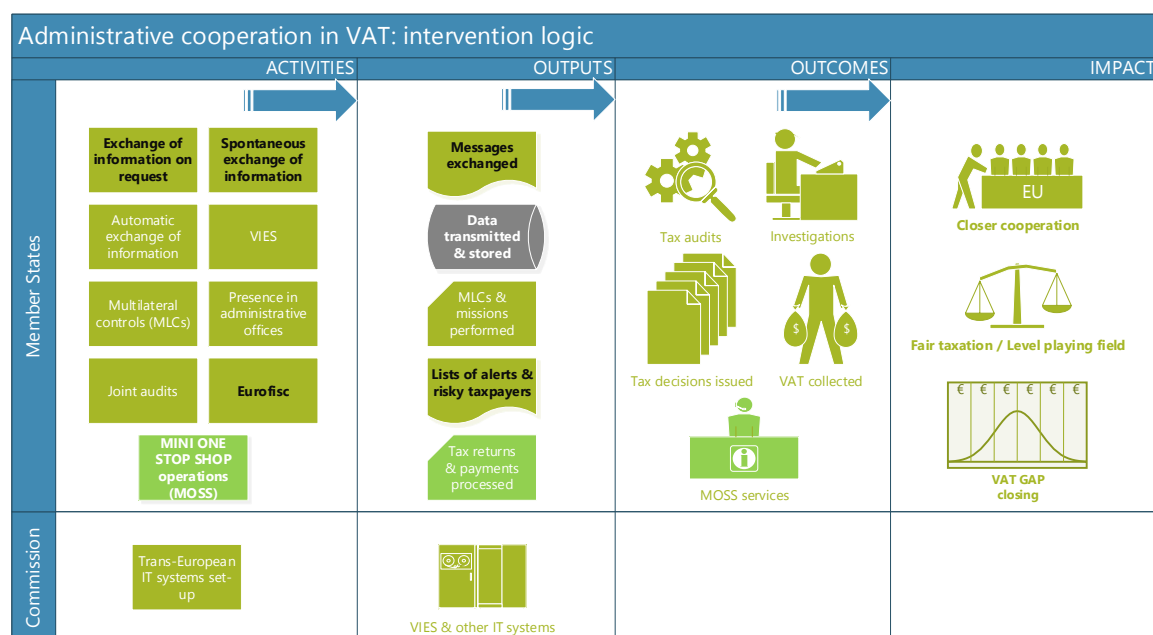 Administrative cooperation in VAT: intervention logic
ACTIVITIES
OUTPUTS
OUTCOMES
IMPACT
Member States
Exchange of
information on
request
Spontaneous
exchange of
information
Automatic
exchange of
information
VIES
Multilateral
controls (MLCs)
Presence in
administrative
offices
Joint audits
Eurofisc
MINI ONE
STOP SHOP
operations
(MOSS)
Messages
exchanged
Data
transmitted
& stored
MLCs &
missions
performed
Lists of alerts &
risky taxpayers
Tax returns
& payments
processed
Tax audits
Investigations
$
$
Tax decisions issued
VAT collected
i
MOSS services
EU
Closer cooperation
Fair taxation / Level playing field
€ € € € € €
VAT GAP
closing
Commission
Trans-European
IT systems set-
up
VIES & other IT systems